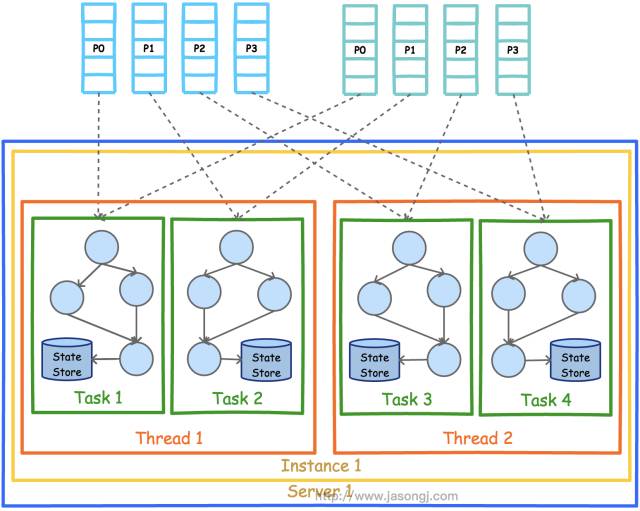 P0 P1 P2 P3 P0 P1 P2 P3
State
Store
State
Store
State
Store
State
Store
Task 1 Task 2 Task 3 Task 4
Thread 1 Thread 2
Instance 1
Server 1
http://www.jasongj.com